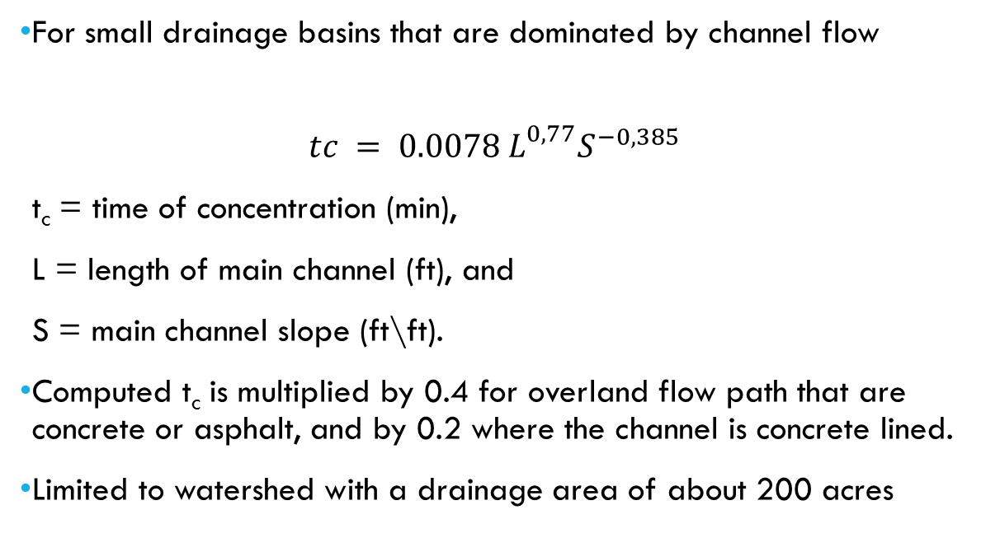 •For small drainage basins that are dominated by channel flow
tc = 0.0078 L^0,77 S^−0,385
t_c = time of concentration (min),
L = length of main channel (ft), and
S = main channel slope (ft\ft).
•Computed t_c is multiplied by 0.4 for overland flow path that are
concrete or asphalt, and by 0.2 where the channel is concrete lined.
•Limited to watershed with a drainage area of about 200 acres